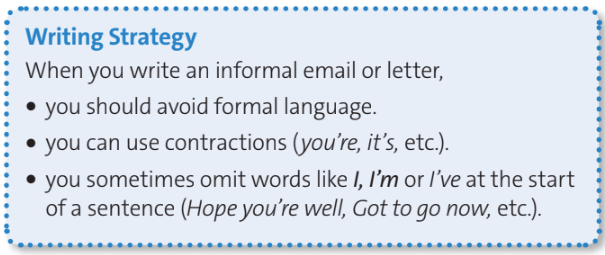 Writing Strategy
When you write an informal email or letter,
• you should avoid formal language.
• you can use contractions (you’re, it’s, etc.).
• you sometimes omit words like I, I’m or I’ve at the start
of a sentence (Hope you’re well, Got to go now, etc.).